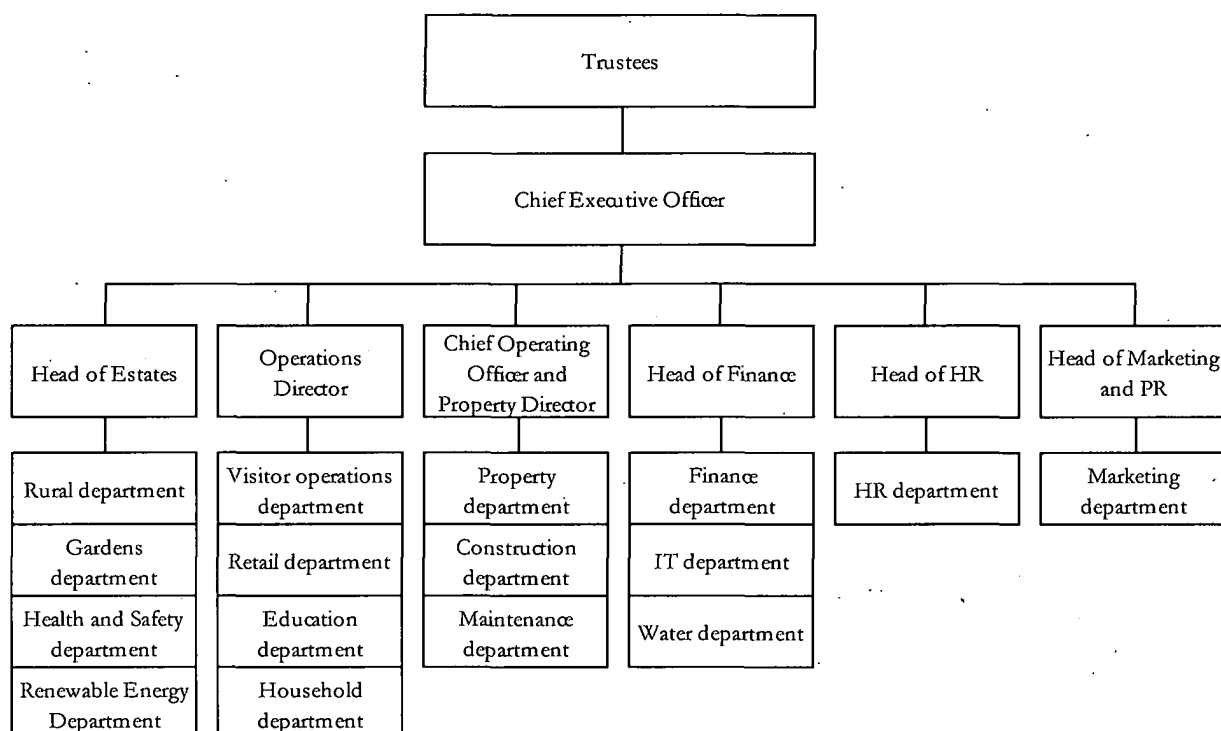 Trustees
Chief Executive Officer
Head of Estates
Operations
Director
Chief Operating
Officer and
Property Director
Head of Finance
Head of HR
Head of Marketing
and PR
Rural department
Gardens
department
Health and Safety
department
Renewable Energy
Department
Visitor operations
department
Retail department
Education
department
Household
department
Property
department
Construction
department
Maintenance
department
Finance
department
IT department
Water department
HR department
Marketing
department